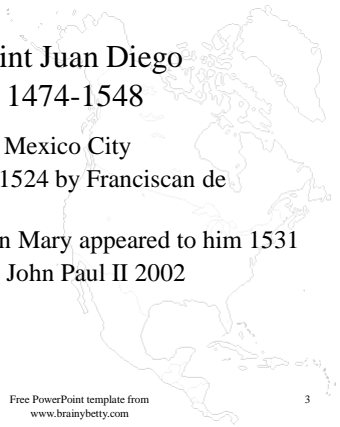 int Juan Diego
1474-1548
Mexico City
1524 by Franciscan de
n Mary appeared to him 1531
John Paul II 2002
Free PowerPoint template from
www.brainybetty.com
3